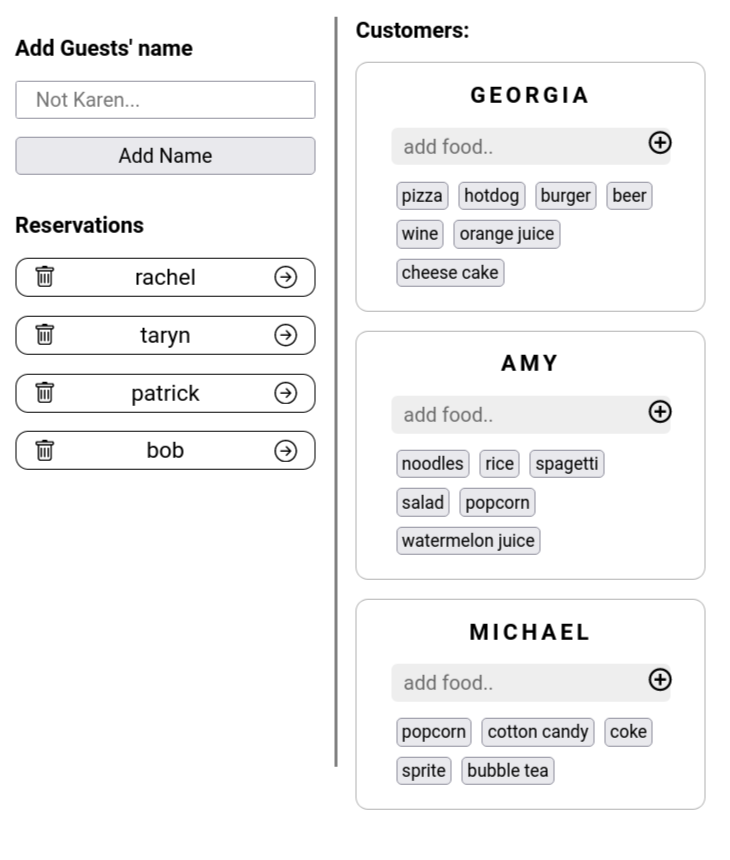 Add Guests' name
Not Karen...
Add Name
Reservations
rachel
taryn
patrick
bob
Customers:
GEORGIA
add food..
pizza hotdog burger beer
wine orange juice
cheese cake
AMY
add food..
noodles rice spagetti
salad popcorn
watermelon juice
MICHAEL
add food..
popcorn cotton candy coke
sprite bubble tea